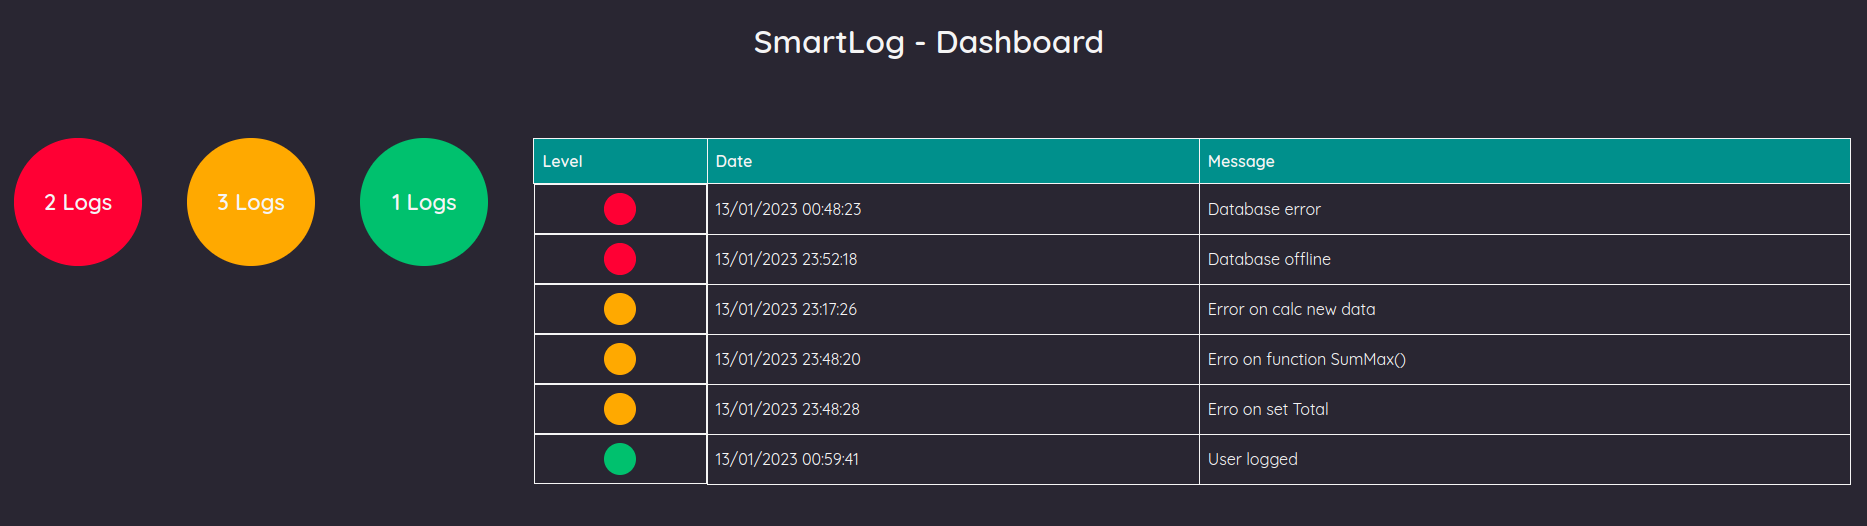 SmartLog - Dashboard
2 Logs
3 Logs
1 Logs
Level Date Message
13/01/2023 00:48:23 Database error
13/01/2023 23:52:18 Database offline
13/01/2023 23:17:26 Error on calc new data
13/01/2023 23:48:20 Erro on function SumMax()
13/01/2023 23:48:28 Erro on set Total
13/01/2023 00:59:41 User logged